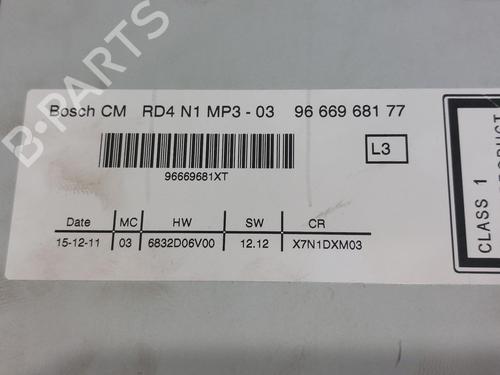 B-PARTS
Bosch CM RD4 N1 MP3 - 03 96 669 681 77
L3
96669681XT
Date MC HW SW CR
15-12-11 03 6832D06V00 12.12 X7N1DXM03
CLASS 1